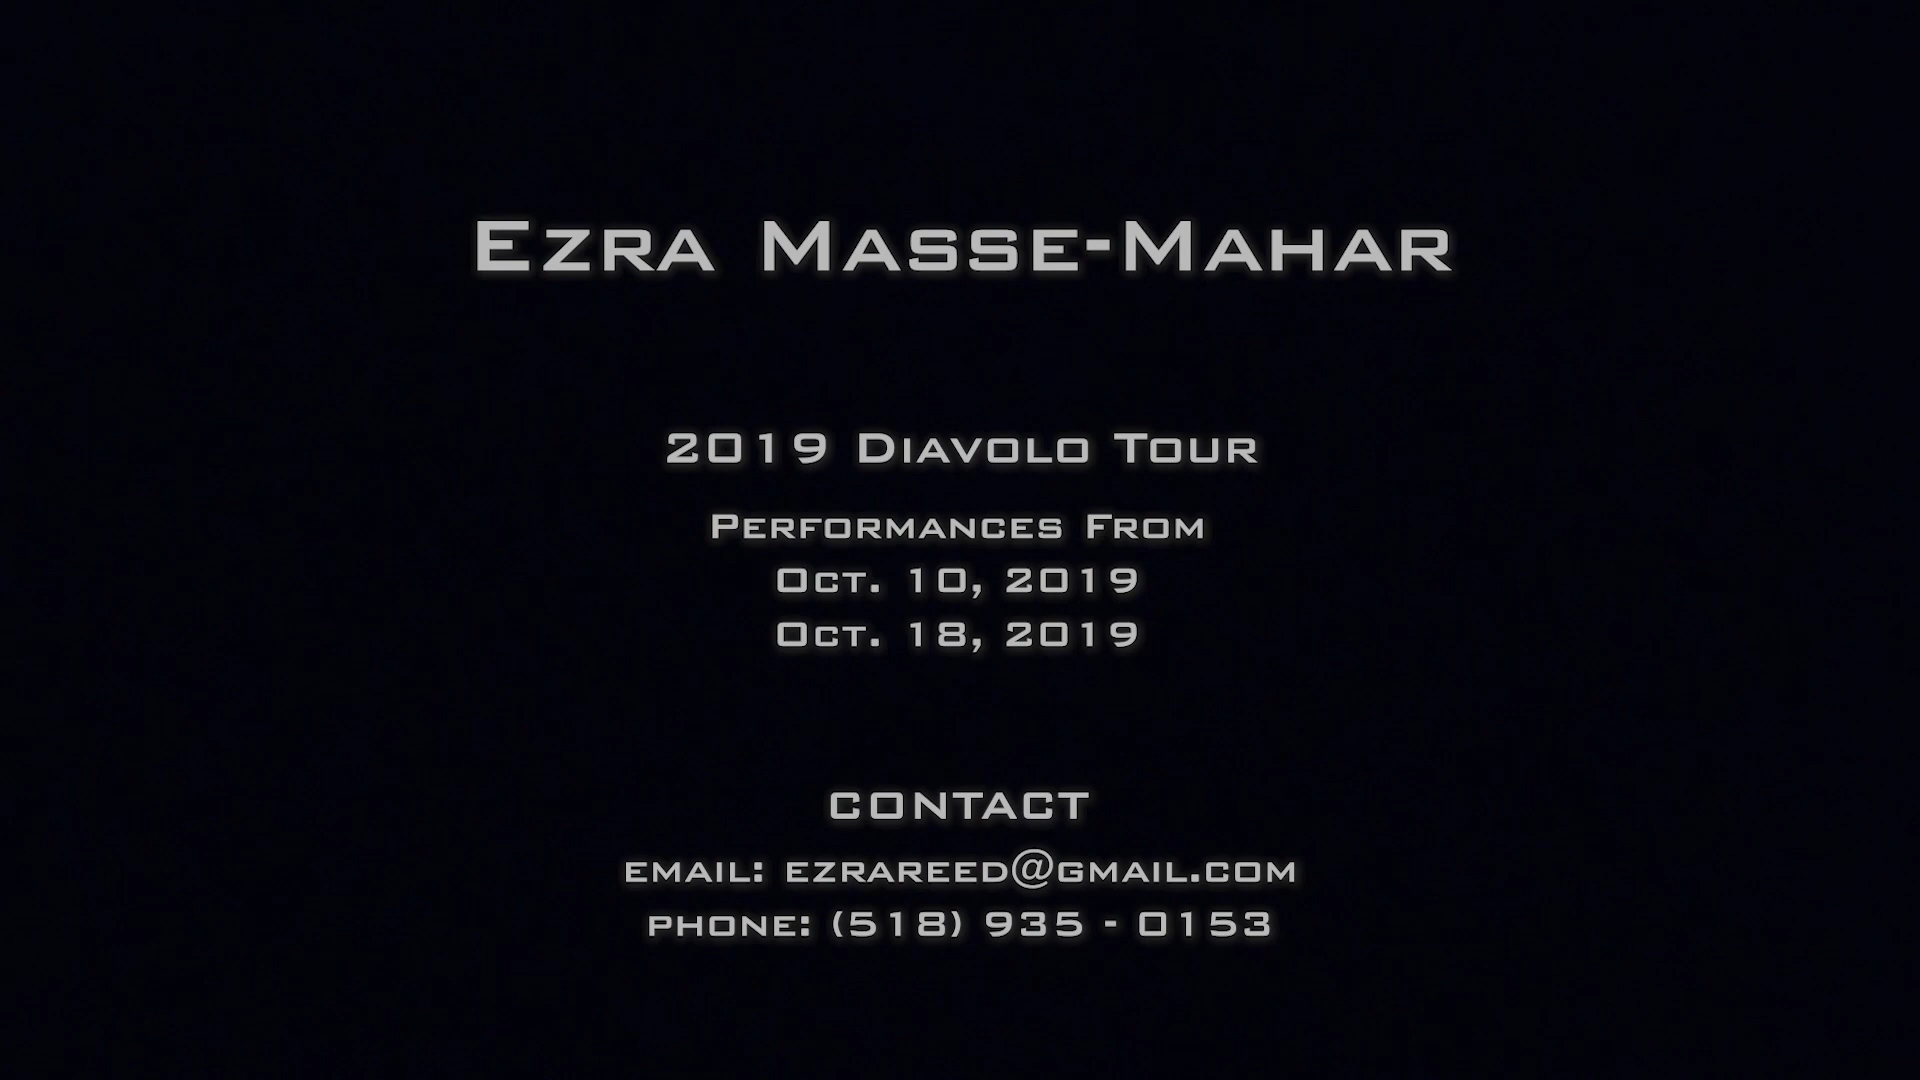 Ezra Masse-Mahar
2019 Diavolo Tour
Performances From
Oct. 10, 2019
Oct. 18, 2019
CONTACT
EMAIL: EZRAREED@GMAIL.COM
PHONE: (518) 935 - 0153